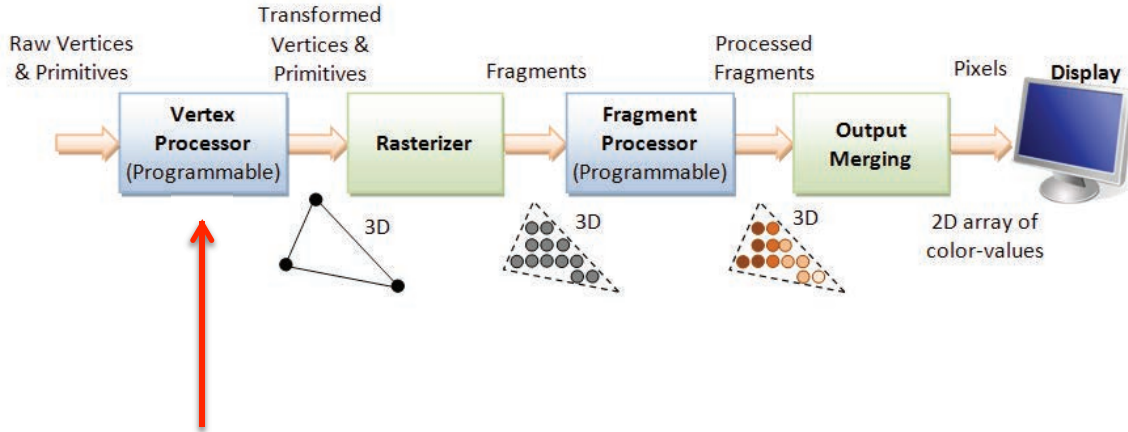 Raw Vertices
& Primitives
Transformed
Vertices &
Primitives
Fragments
Processed
Fragments
Pixels
Display
Vertex
Processor
(Programmable)
Rasterizer
Fragment
Processor
(Programmable)
Output
Merging
3D
3D
3D
2D array of
color-values